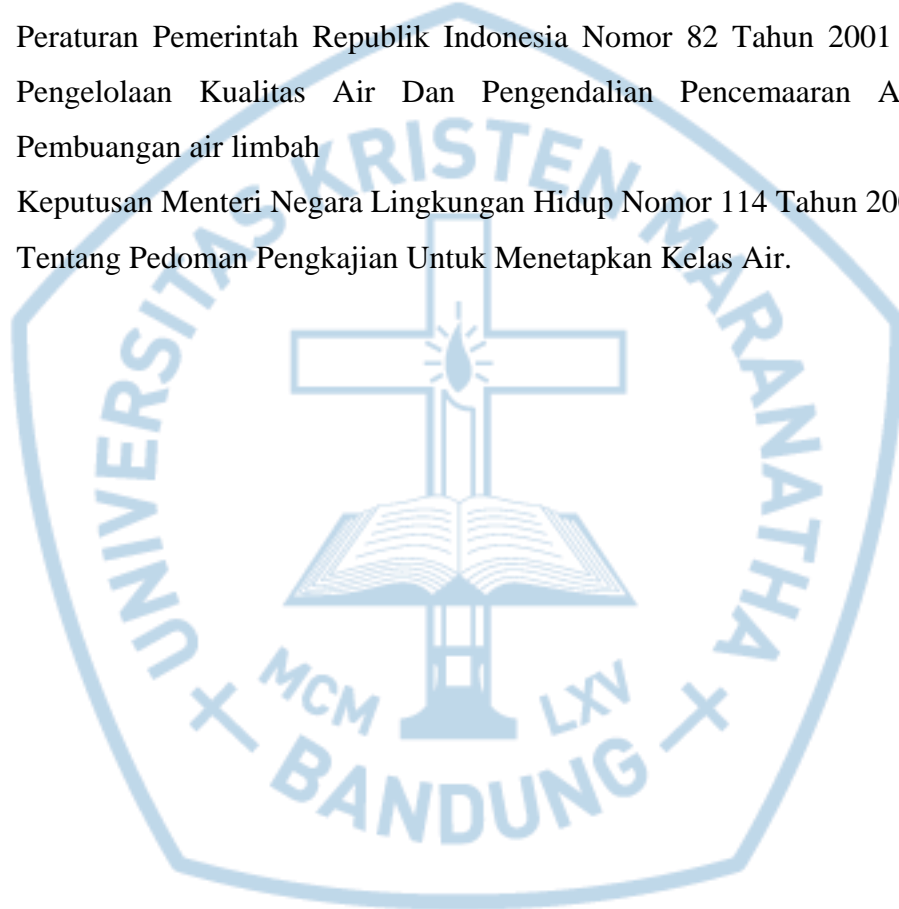 Peraturan Pemerintah Republik Indonesia Nomor 82 Tahun 2001
Pengelolaan Kualitas Air Dan Pengendalian Pencemaaran
Pembuangan air limbah
Keputusan Menteri Negara Lingkungan Hidup Nomor 114 Tahun
Tentang Pedoman Pengkajian Untuk Menetapkan Kelas Air.
UNIVERSITAS KRISTEN MARANATHA
MCM LXV
BANDUNG